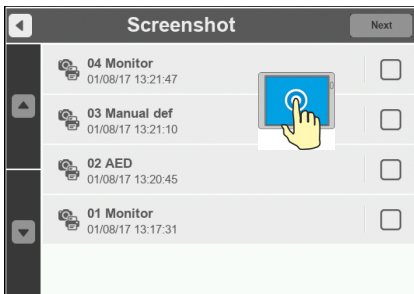 Screenshot
Next
04 Monitor
01/08/17 13:21:47
03 Manual def
01/08/17 13:21:10
02 AED
01/08/17 13:20:45
01 Monitor
01/08/17 13:17:31